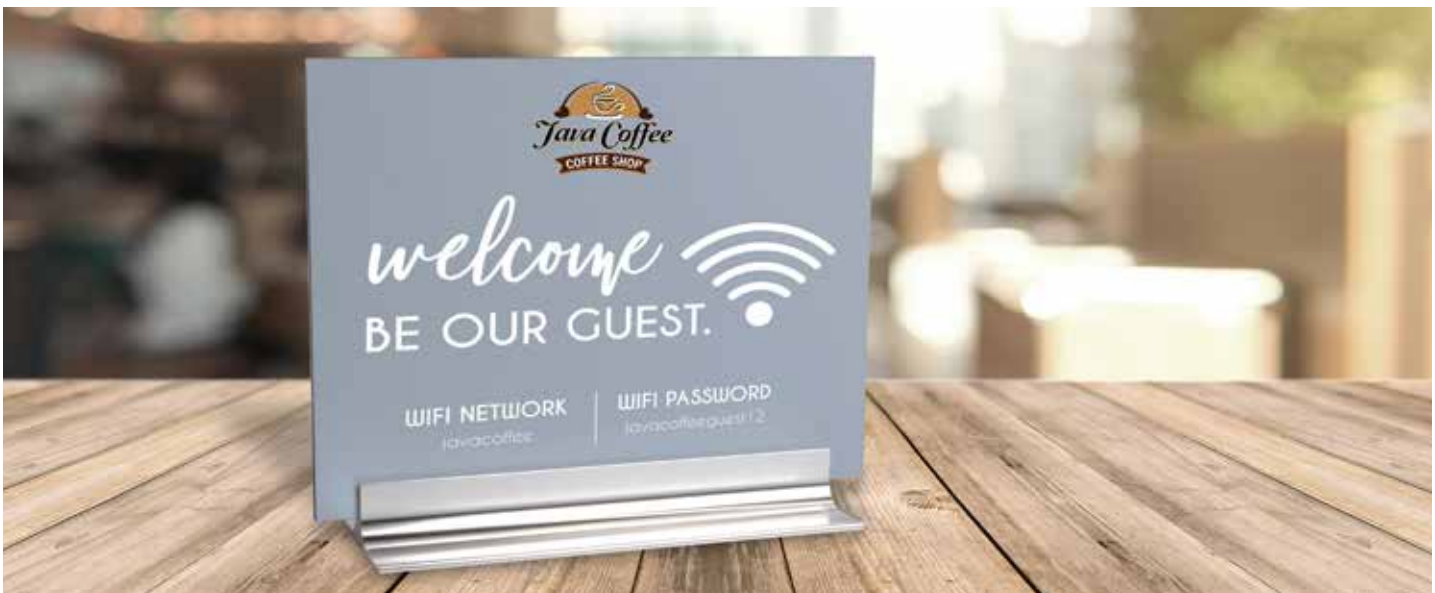 Java Coffee
COFFEE SHOP
welcome
BE OUR GUEST.
WIFI NETWORK
Javacoffee
WIFI PASSWORD
Javacoffeeguest12